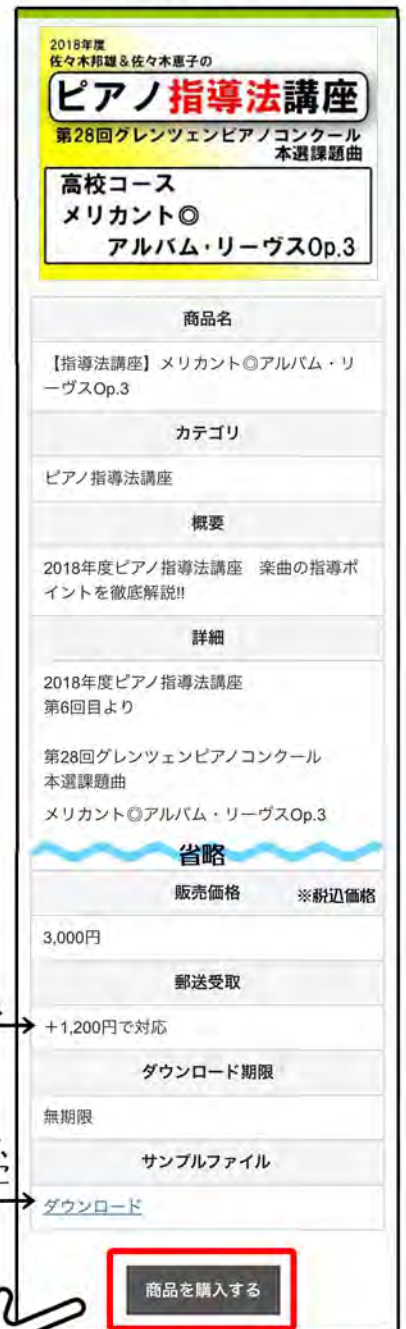 2018年度
佐々木邦雄&佐々木恵子の
ピアノ指導法講座
第28回グレンツェンピアノコンクール
本選課題曲
高校コース
メリカント◎
アルバム・リーヴスOp.3
商品名
【指導法講座】メリカント◎アルバム・リ
ーヴスOp.3
カテゴリ
ピアノ指導法講座
概要
2018年度ピアノ指導法講座　楽曲の指導ポ
イントを徹底解説!!
詳細
2018年度ピアノ指導法講座
第6回目より
第28回グレンツェンピアノコンクール
本選課題曲
メリカント◎アルバム・リーヴスOp.3
省略
販売価格 ※税込価格
3,000円
郵送受取
+1,200円で対応
ダウンロード期限
無期限
サンプルファイル
ダウンロード
商品を購入する